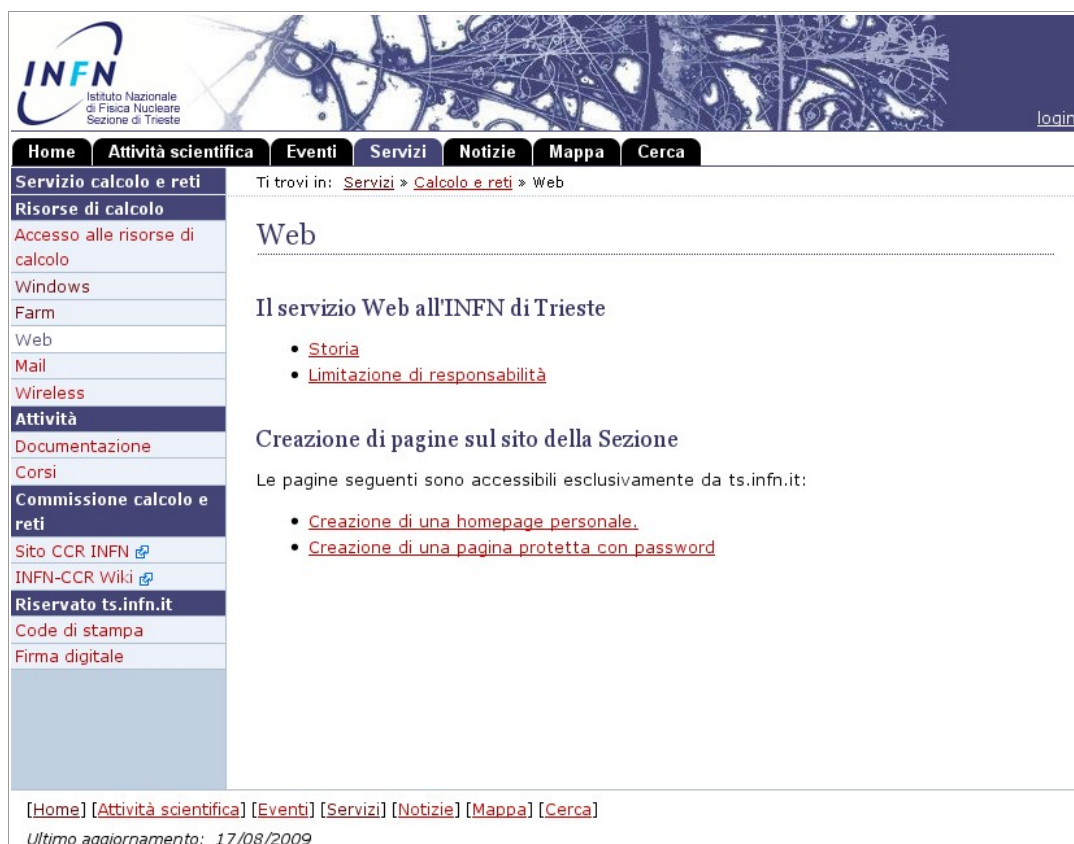 INFN
Istituto Nazionale
di Fisica Nucleare
Sezione di Trieste
login
Home Attività scientifica Eventi Servizi Notizie Mappa Cerca
Servizio calcolo e reti
Ti trovi in: Servizi » Calcolo e reti » Web
Risorse di calcolo
Accesso alle risorse di
calcolo
Windows
Farm
Web
Mail
Wireless
Attività
Documentazione
Corsi
Commissione calcolo e
reti
Sito CCR INFN
INFN-CCR Wiki
Riservato ts.infn.it
Code di stampa
Firma digitale
Web
Il servizio Web all'INFN di Trieste
• Storia
• Limitazione di responsabilità
Creazione di pagine sul sito della Sezione
Le pagine seguenti sono accessibili esclusivamente da ts.infn.it:
• Creazione di una homepage personale.
• Creazione di una pagina protetta con password
[Home] [Attività scientifica] [Eventi] [Servizi] [Notizie] [Mappa] [Cerca]
Ultimo aggiornamento: 17/08/2009